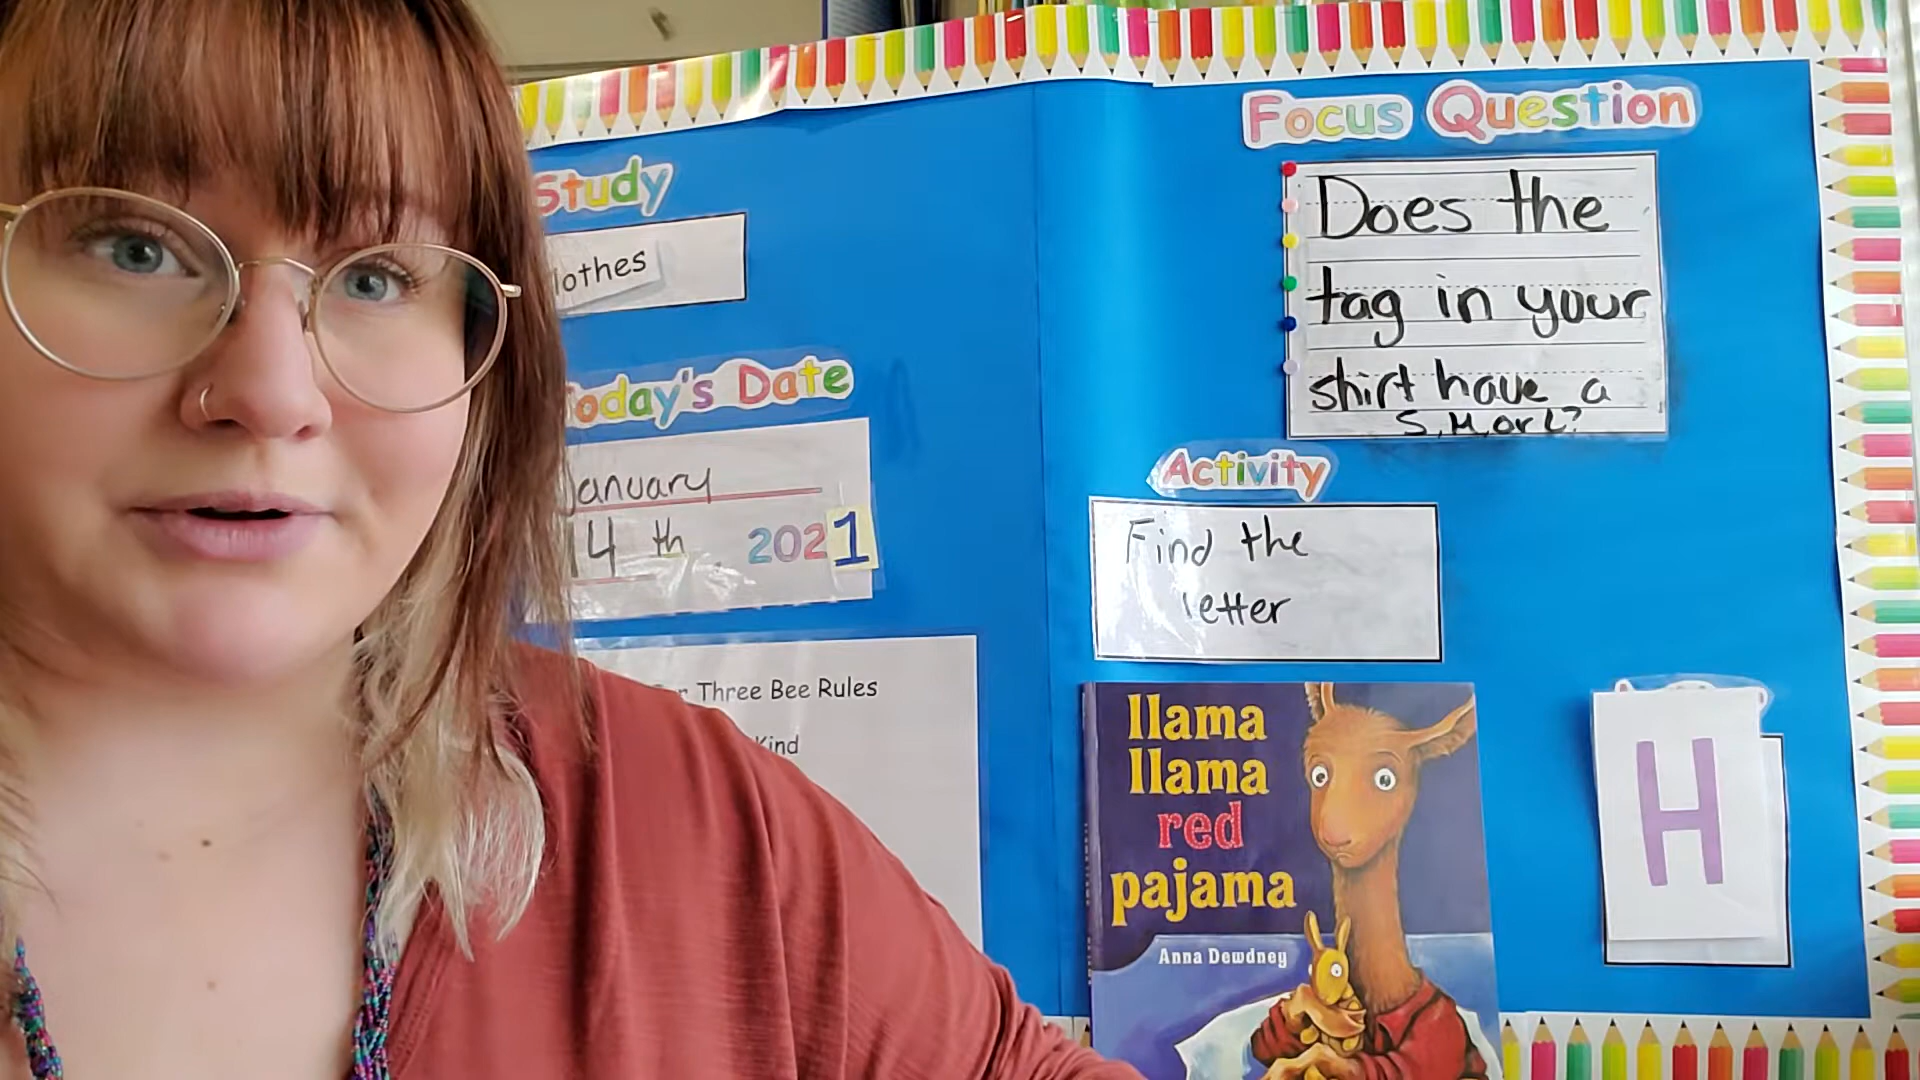 Study
lothes
Today's Date
January
14 th, 2021
Three Bee Rules
Kind
Focus Question
Does the
tag in your
shirt have a
S, M, or L?
Activity
Find the
letter
llama
llama
red
pajama
Anna Dewdney
H